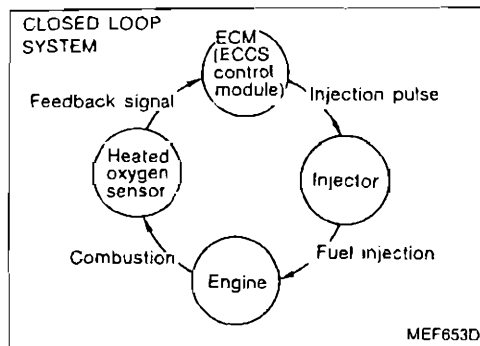 CLOSED LOOP
SYSTEM
ECM
(ECCS
control
module)
Feedback signal
Injection pulse
Heated
oxygen
sensor
Injector
Combustion
Fuel injection
Engine
MEF653D